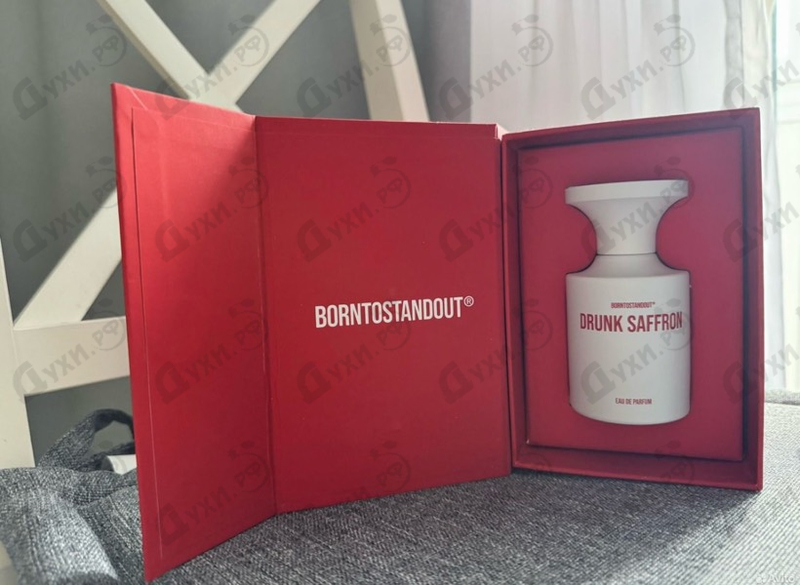 BORNTOSTANDOUT®
BORNTOSTANDOUT®
DRUNK SAFFRON
EAU DE PARFUM
Духи.рф